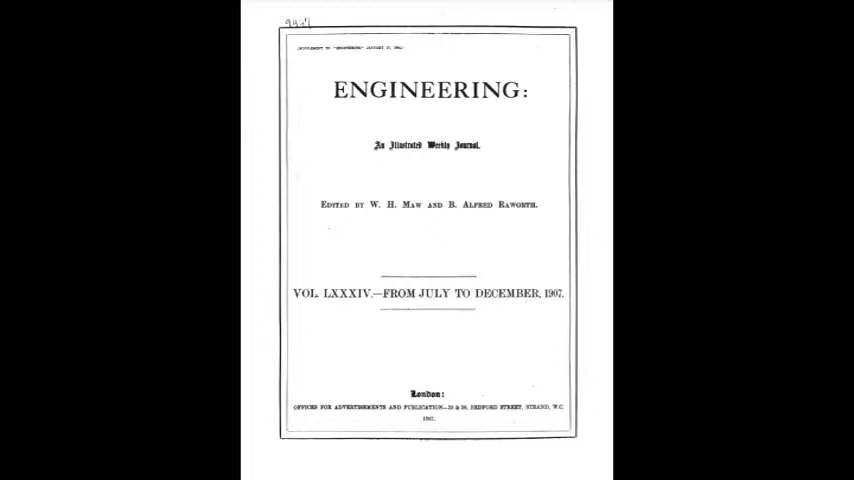 ENGINEERING:
An Illustrated Weekly Journal.
EDITED BY W. H. MAW AND B. ALFRED RAWORTH.
VOL. LXXXIV.—FROM JULY TO DECEMBER, 1907.
London:
OFFICES FOR ADVERTISEMENTS AND PUBLICATION—35 & 36, BEDFORD STREET, STRAND, W.C.
1907.